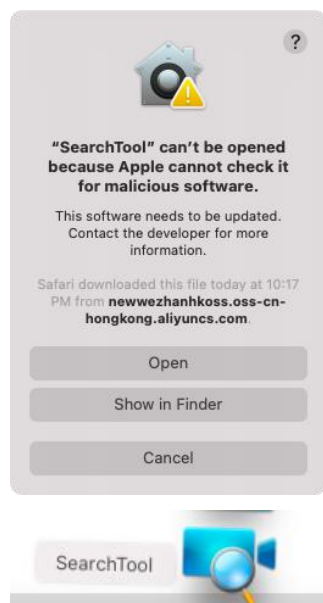 ?
“SearchTool” can’t be opened
because Apple cannot check it
for malicious software.
This software needs to be updated.
Contact the developer for more
information.
Safari downloaded this file today at 10:17
PM from newwezhanhkoss.oss-cn-
hongkong.aliyuncs.com.
Open
Show in Finder
Cancel
SearchTool